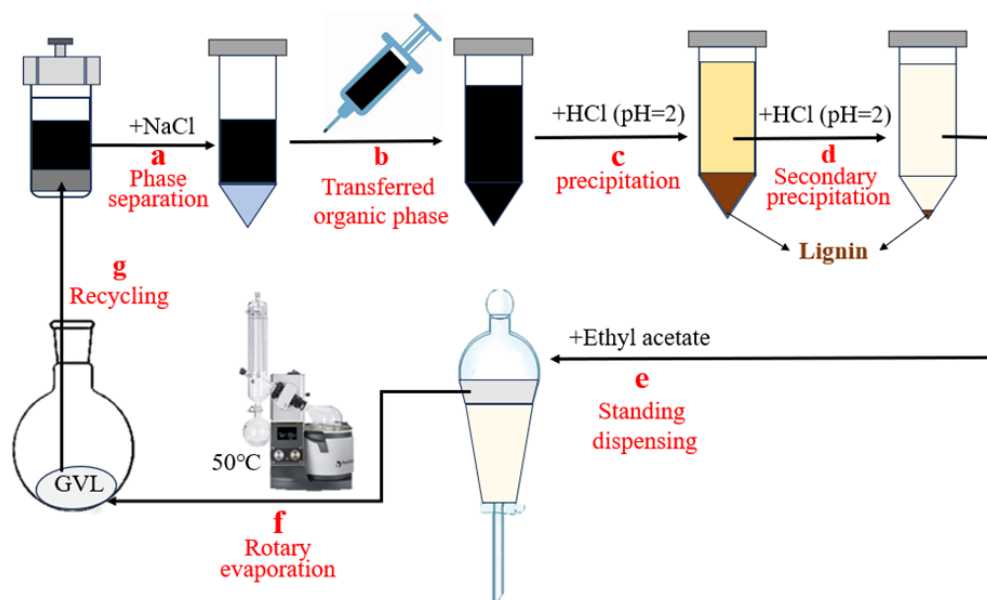 +NaCl
a
Phase
separation
b
Transferred
organic phase
+HCl (pH=2)
c
precipitation
+HCl (pH=2)
d
Secondary
precipitation
Lignin
+Ethyl acetate
e
Standing
dispensing
50℃
f
Rotary
evaporation
GVL
g
Recycling